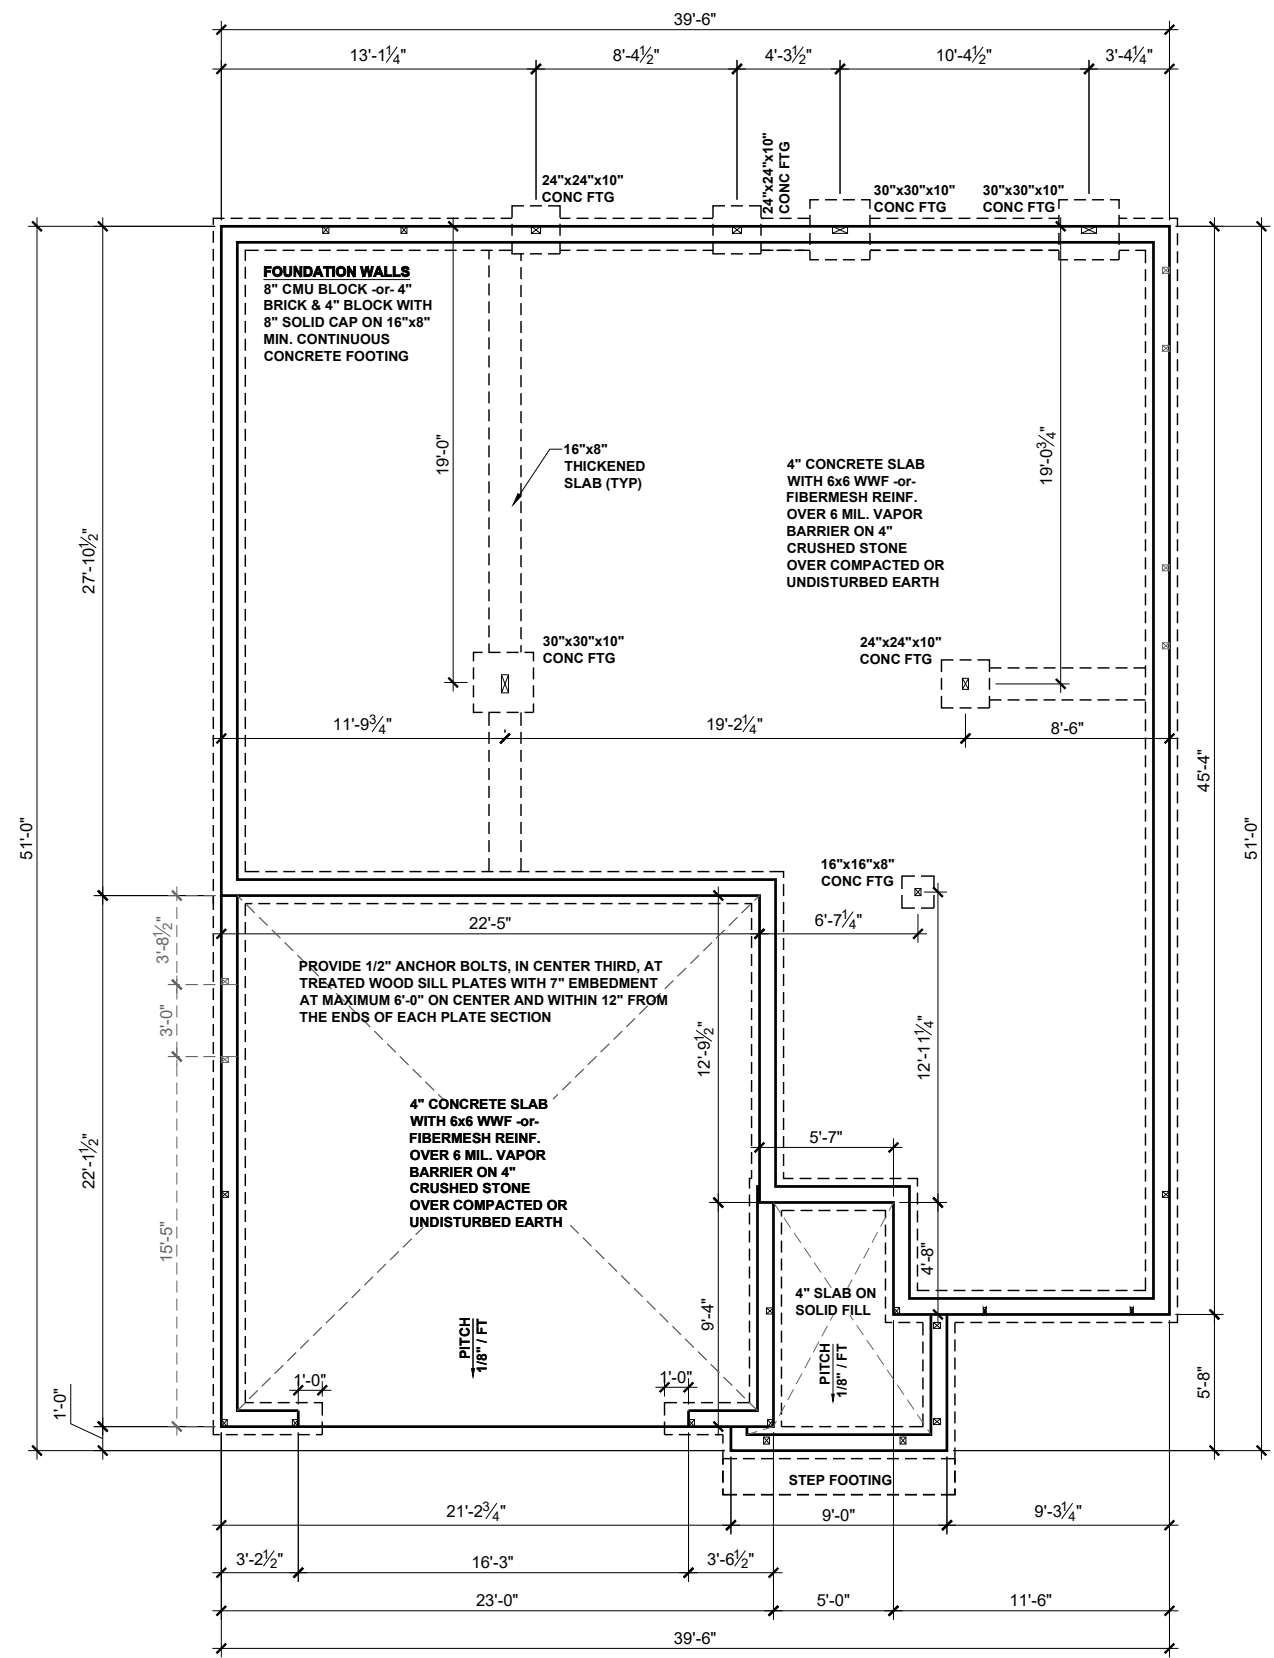 39'-6"
13'-1¼"
8'-4½"
4'-3½"
10'-4½"
3'-4¼"
24"x24"x10"
CONC FTG
24"x24"x10"
CONC FTG
30"x30"x10"
CONC FTG
30"x30"x10"
CONC FTG
FOUNDATION WALLS
8" CMU BLOCK -or- 4"
BRICK & 4" BLOCK WITH
8" SOLID CAP ON 16"x8"
MIN. CONTINUOUS
CONCRETE FOOTING
19'-0"
16"x8"
THICKENED
SLAB (TYP)
4" CONCRETE SLAB
WITH 6x6 WWF -or-
FIBERMESH REINF.
OVER 6 MIL. VAPOR
BARRIER ON 4"
CRUSHED STONE
OVER COMPACTED OR
UNDISTURBED EARTH
19'-0¾"
27'-10½"
30"x30"x10"
CONC FTG
24"x24"x10"
CONC FTG
11'-9¾"
19'-2¼"
8'-6"
45'-4"
51'-0"
51'-0"
16"x16"x8"
CONC FTG
22'-5"
6'-7¼"
3'-8½"
PROVIDE 1/2" ANCHOR BOLTS, IN CENTER THIRD, AT
TREATED WOOD SILL PLATES WITH 7" EMBEDMENT
AT MAXIMUM 6'-0" ON CENTER AND WITHIN 12" FROM
THE ENDS OF EACH PLATE SECTION
3'-0"
12'-9½"
12'-11¼"
4" CONCRETE SLAB
WITH 6x6 WWF -or-
FIBERMESH REINF.
OVER 6 MIL. VAPOR
BARRIER ON 4"
CRUSHED STONE
OVER COMPACTED OR
UNDISTURBED EARTH
5'-7"
22'-1½"
15'-5"
4'-8"
4" SLAB ON
SOLID FILL
9'-4"
PITCH
1/8" / FT
PITCH
1/8" / FT
1'-0"
1'-0"
1'-0"
5'-8"
STEP FOOTING
21'-2¾"
9'-0"
9'-3¼"
3'-2½"
16'-3"
3'-6½"
23'-0"
5'-0"
11'-6"
39'-6"